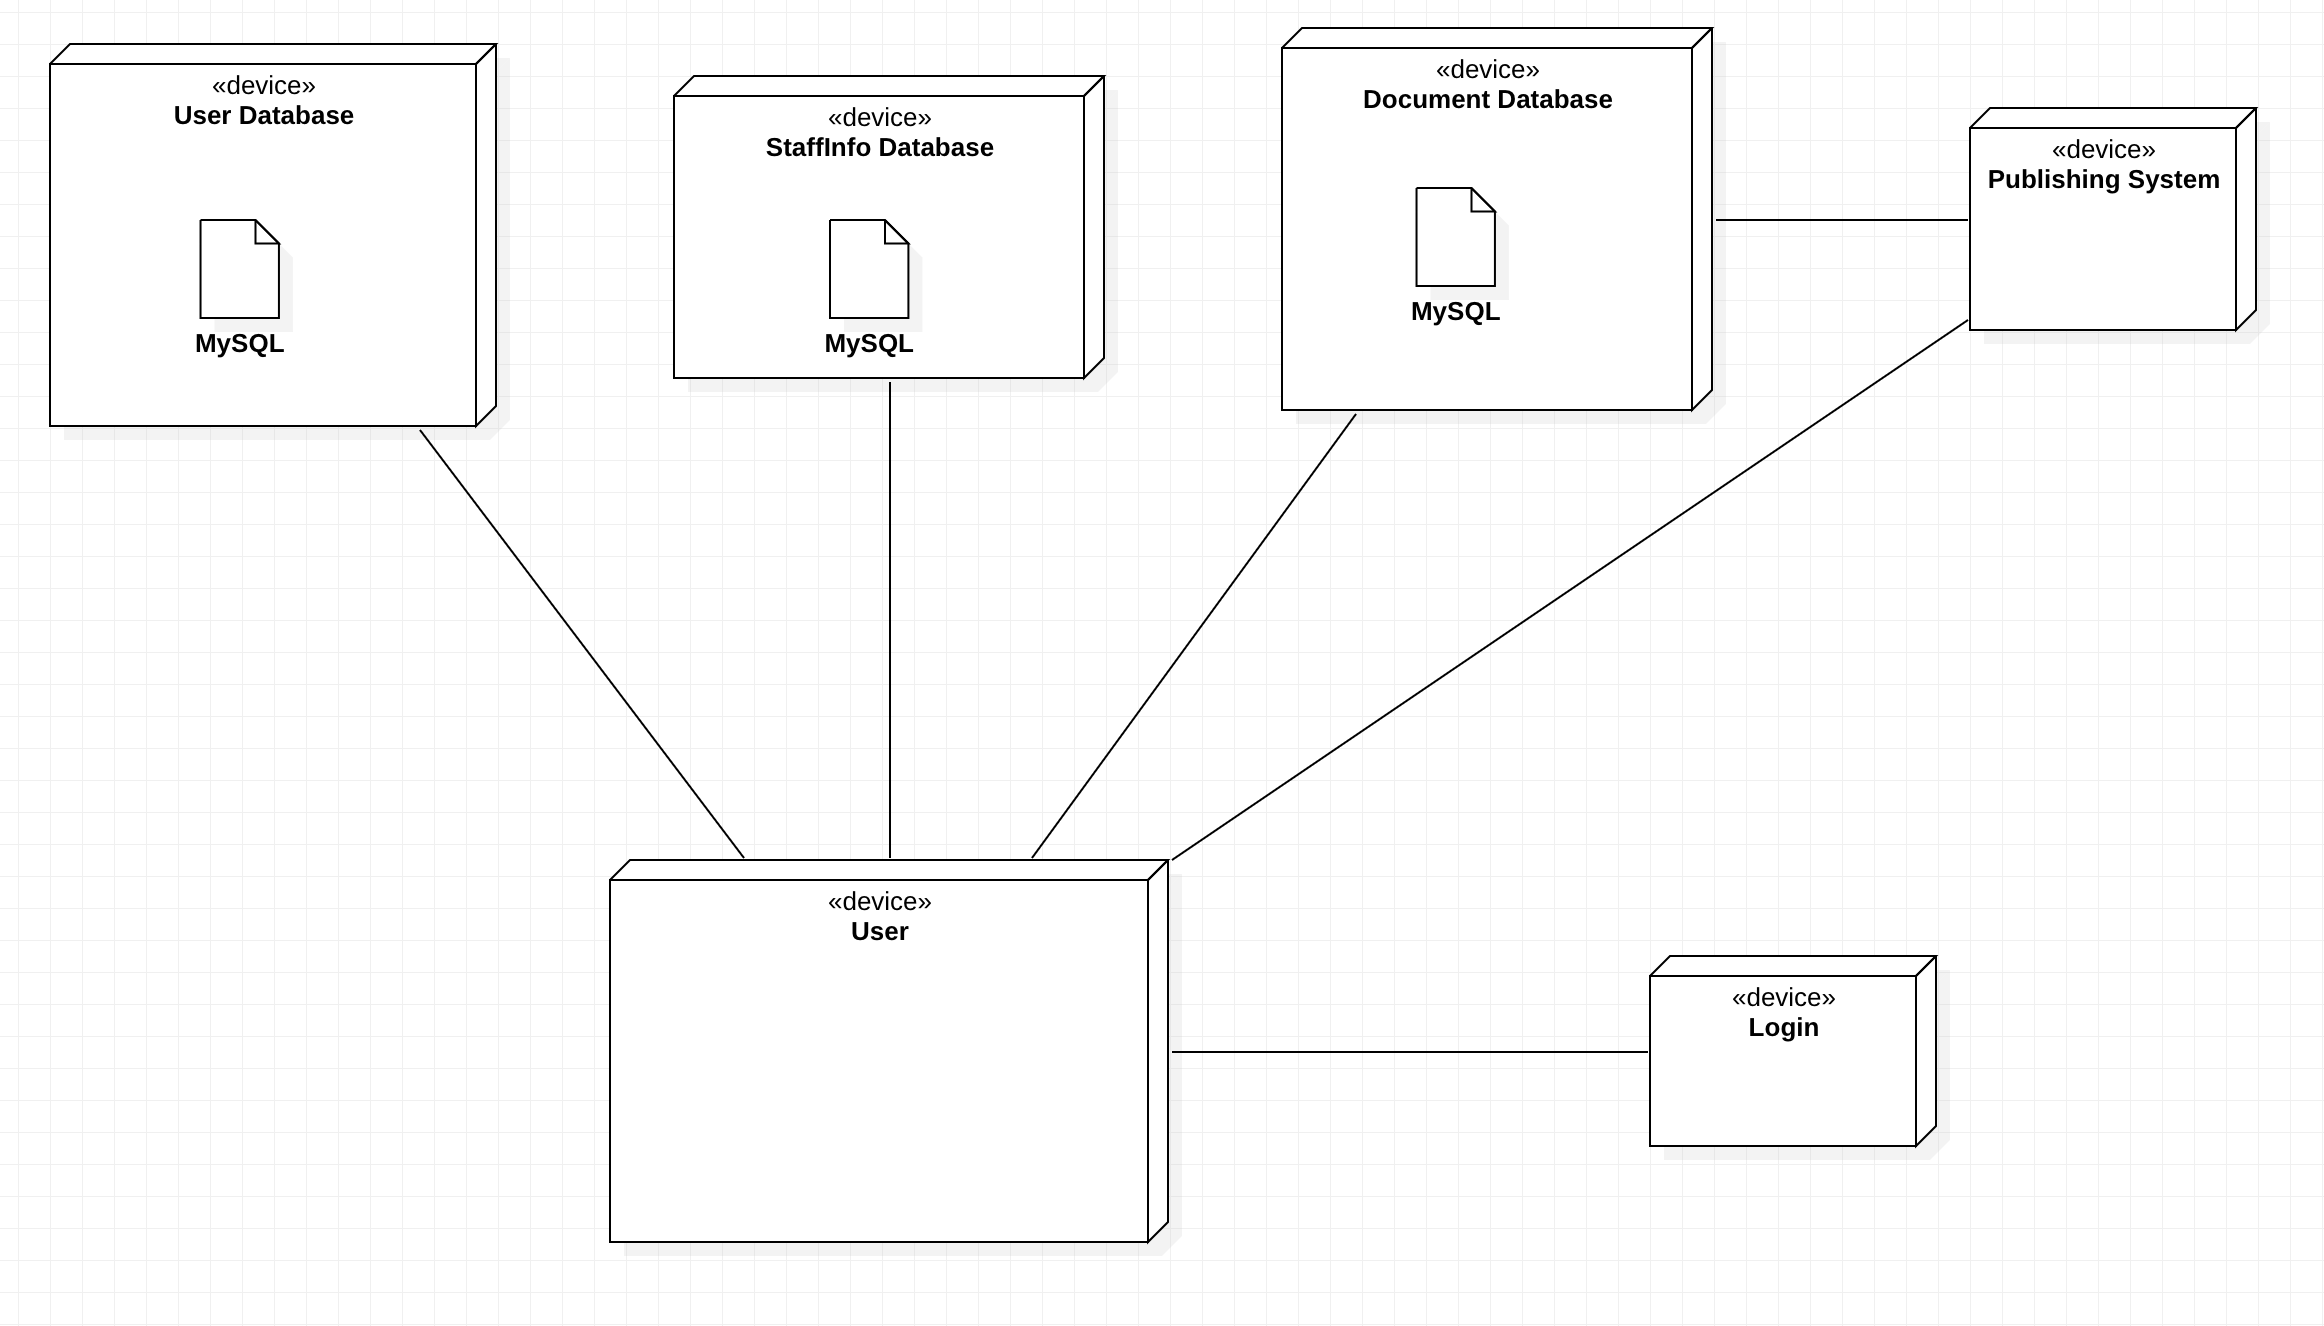 «device»
User Database
MySQL
«device»
StaffInfo Database
MySQL
«device»
Document Database
MySQL
«device»
Publishing System
«device»
User
«device»
Login